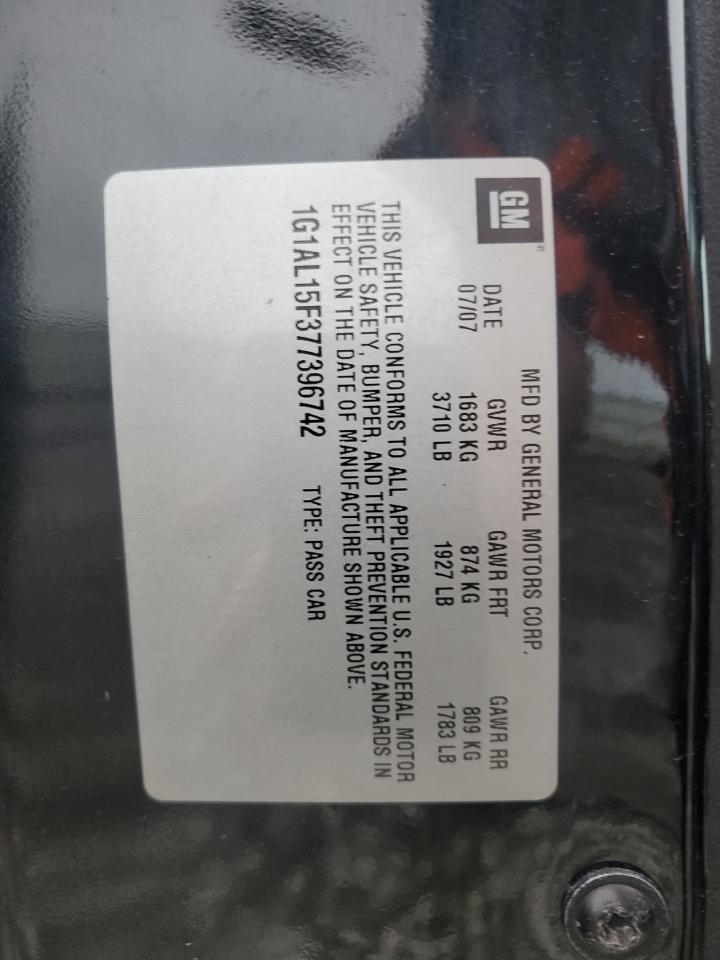 GM
MFD BY GENERAL MOTORS CORP.
DATE GVWR GAWR FRT GAWR RR
07/07 1683 KG 874 KG 809 KG
3710 LB 1927 LB 1783 LB
THIS VEHICLE CONFORMS TO ALL APPLICABLE U.S. FEDERAL MOTOR
VEHICLE SAFETY, BUMPER, AND THEFT PREVENTION STANDARDS IN
EFFECT ON THE DATE OF MANUFACTURE SHOWN ABOVE.
1G1AL15F377396742 TYPE: PASS CAR